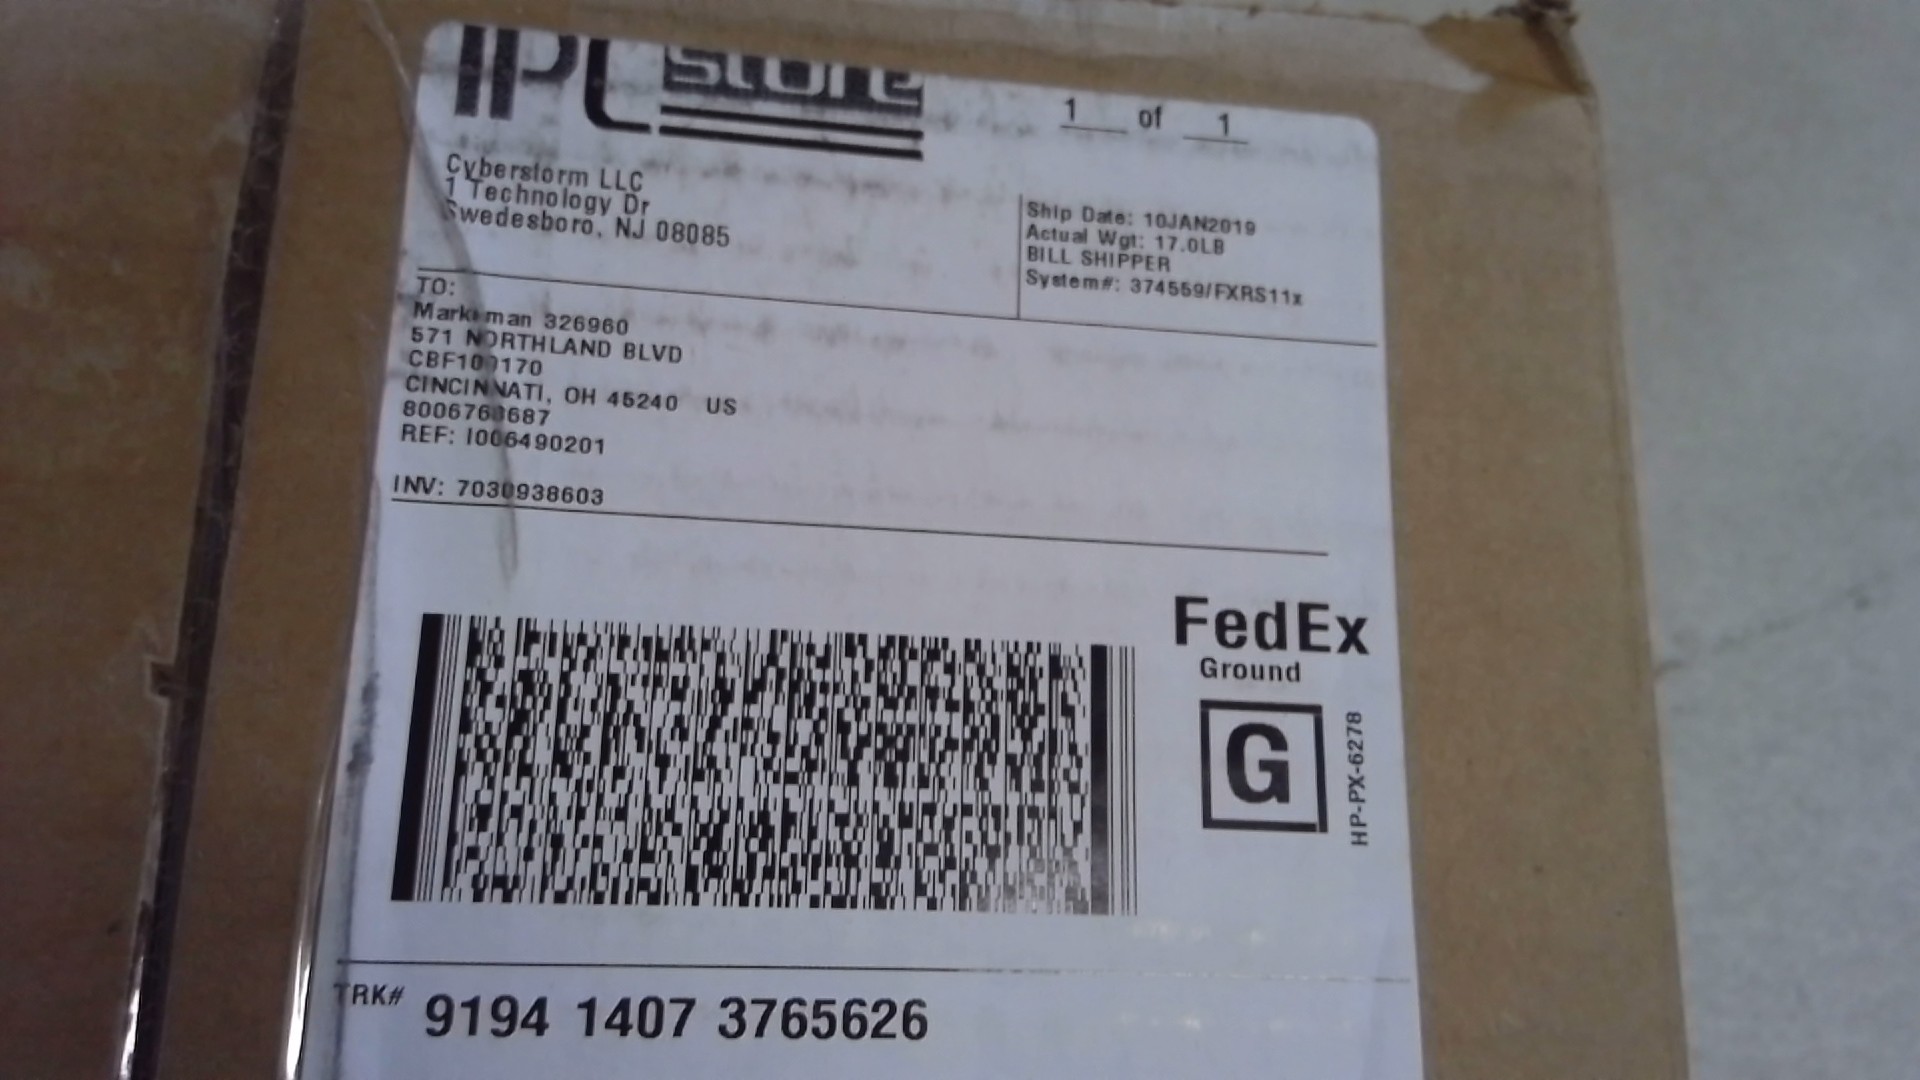 IPC store
1 of 1
Cyberstorm LLC
1 Technology Dr
Swedesboro, NJ 08085
Ship Date: 10JAN2019
Actual Wgt: 17.0LB
BILL SHIPPER
System#: 374559/FXRS11x
TO:
326960
571 NORTHLAND BLVD
CINCINNATI, OH 45240 US
REF: I006490201
INV: 7030938603
FedEx
Ground
G
HP-PX-6278
TRK# 9194 1407 3765626